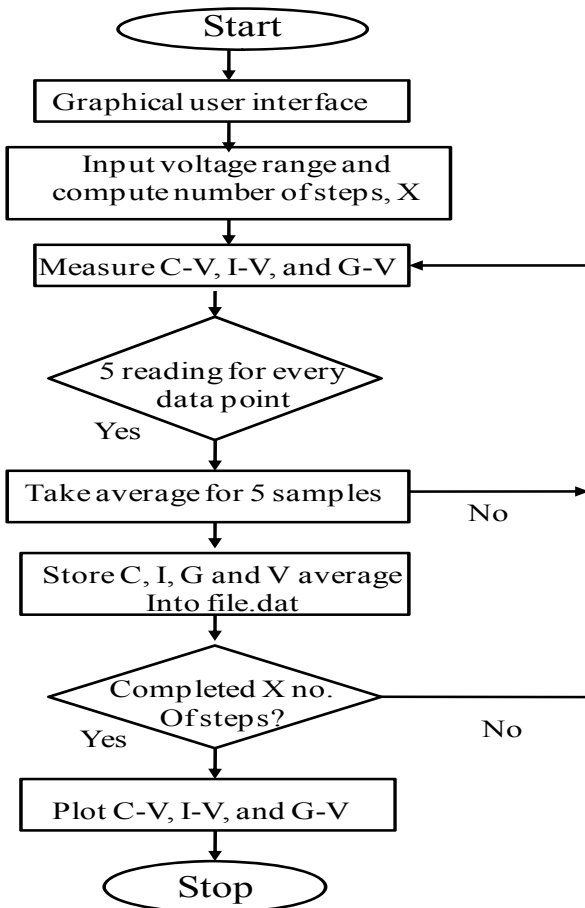 Start
Graphical user interface
Input voltage range and
compute number of steps, X
Measure C-V, I-V, and G-V
5 reading for every
data point
Yes
Take average for 5 samples
No
Store C, I, G and V average
Into file.dat
Completed X no.
Of steps?
Yes
No
Plot C-V, I-V, and G-V
Stop